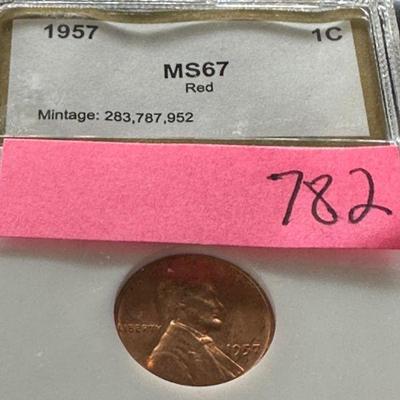 1957 1C
MS67
Red
Mintage: 283,787,952
782
LIBERTY
1957